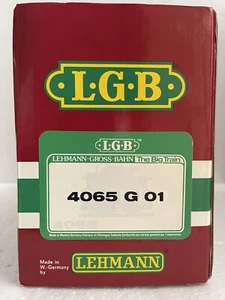 L·G·B
L·G·B
LEHMANN-GROSS-BAHN The Big Train
4065 G 01
Made in
W.-Germany
by
LEHMANN